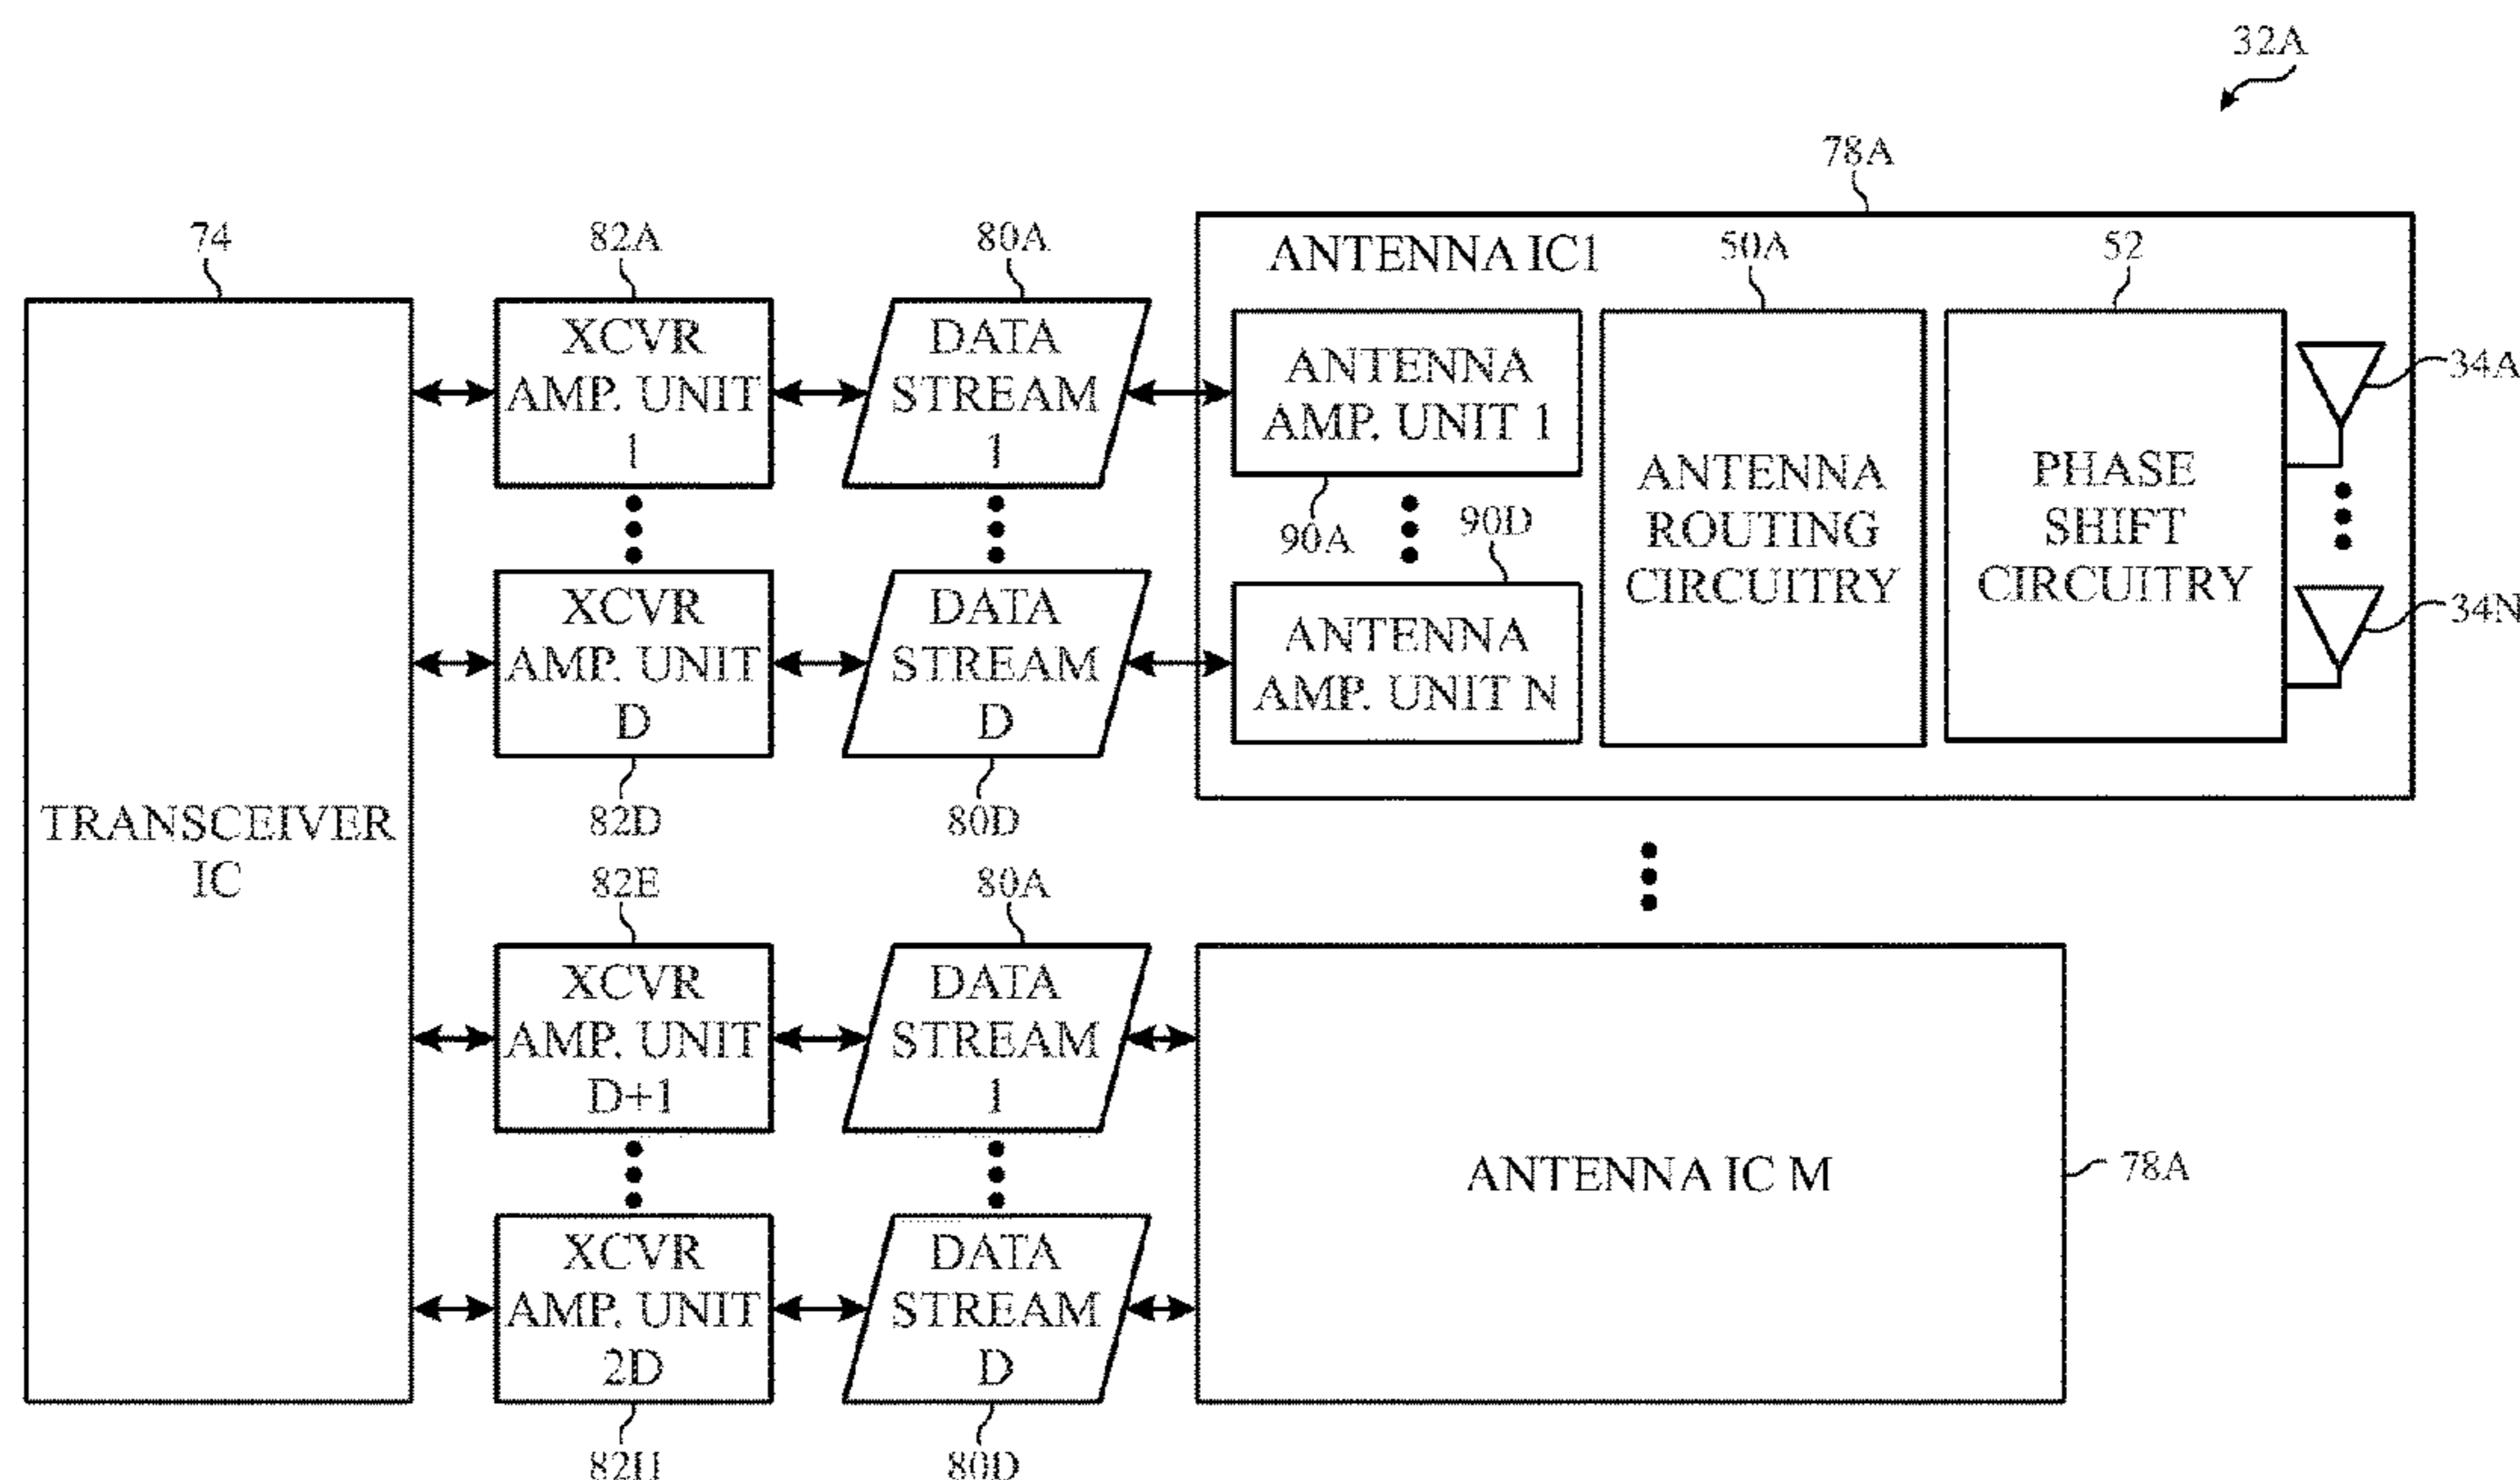 32A
78A
74
82A
80A
ANTENNA IC1
50A
52
XCVR
AMP. UNIT
1
DATA
STREAM
1
ANTENNA
AMP. UNIT 1
34A
90A
90D
ANTENNA
ROUTING
CIRCUITRY
PHASE
SHIFT
CIRCUITRY
XCVR
AMP. UNIT
D
DATA
STREAM
D
ANTENNA
AMP. UNIT N
34N
82D
80D
TRANSCEIVER
IC
82E
80A
XCVR
AMP. UNIT
D+1
DATA
STREAM
1
ANTENNA IC M
78A
XCVR
AMP. UNIT
2D
DATA
STREAM
D
80D